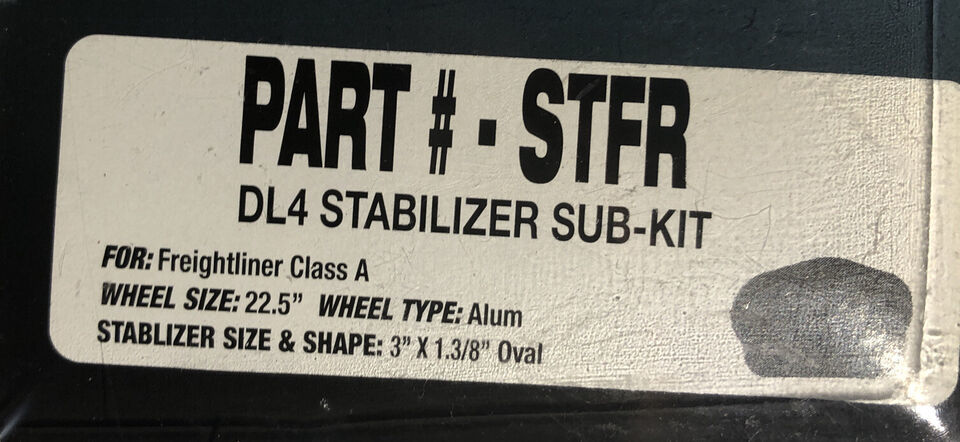 PART # - STFR
DL4 STABILIZER SUB-KIT
FOR: Freightliner Class A
WHEEL SIZE: 22.5” WHEEL TYPE: Alum
STABLIZER SIZE & SHAPE: 3” X 1.3/8” Oval